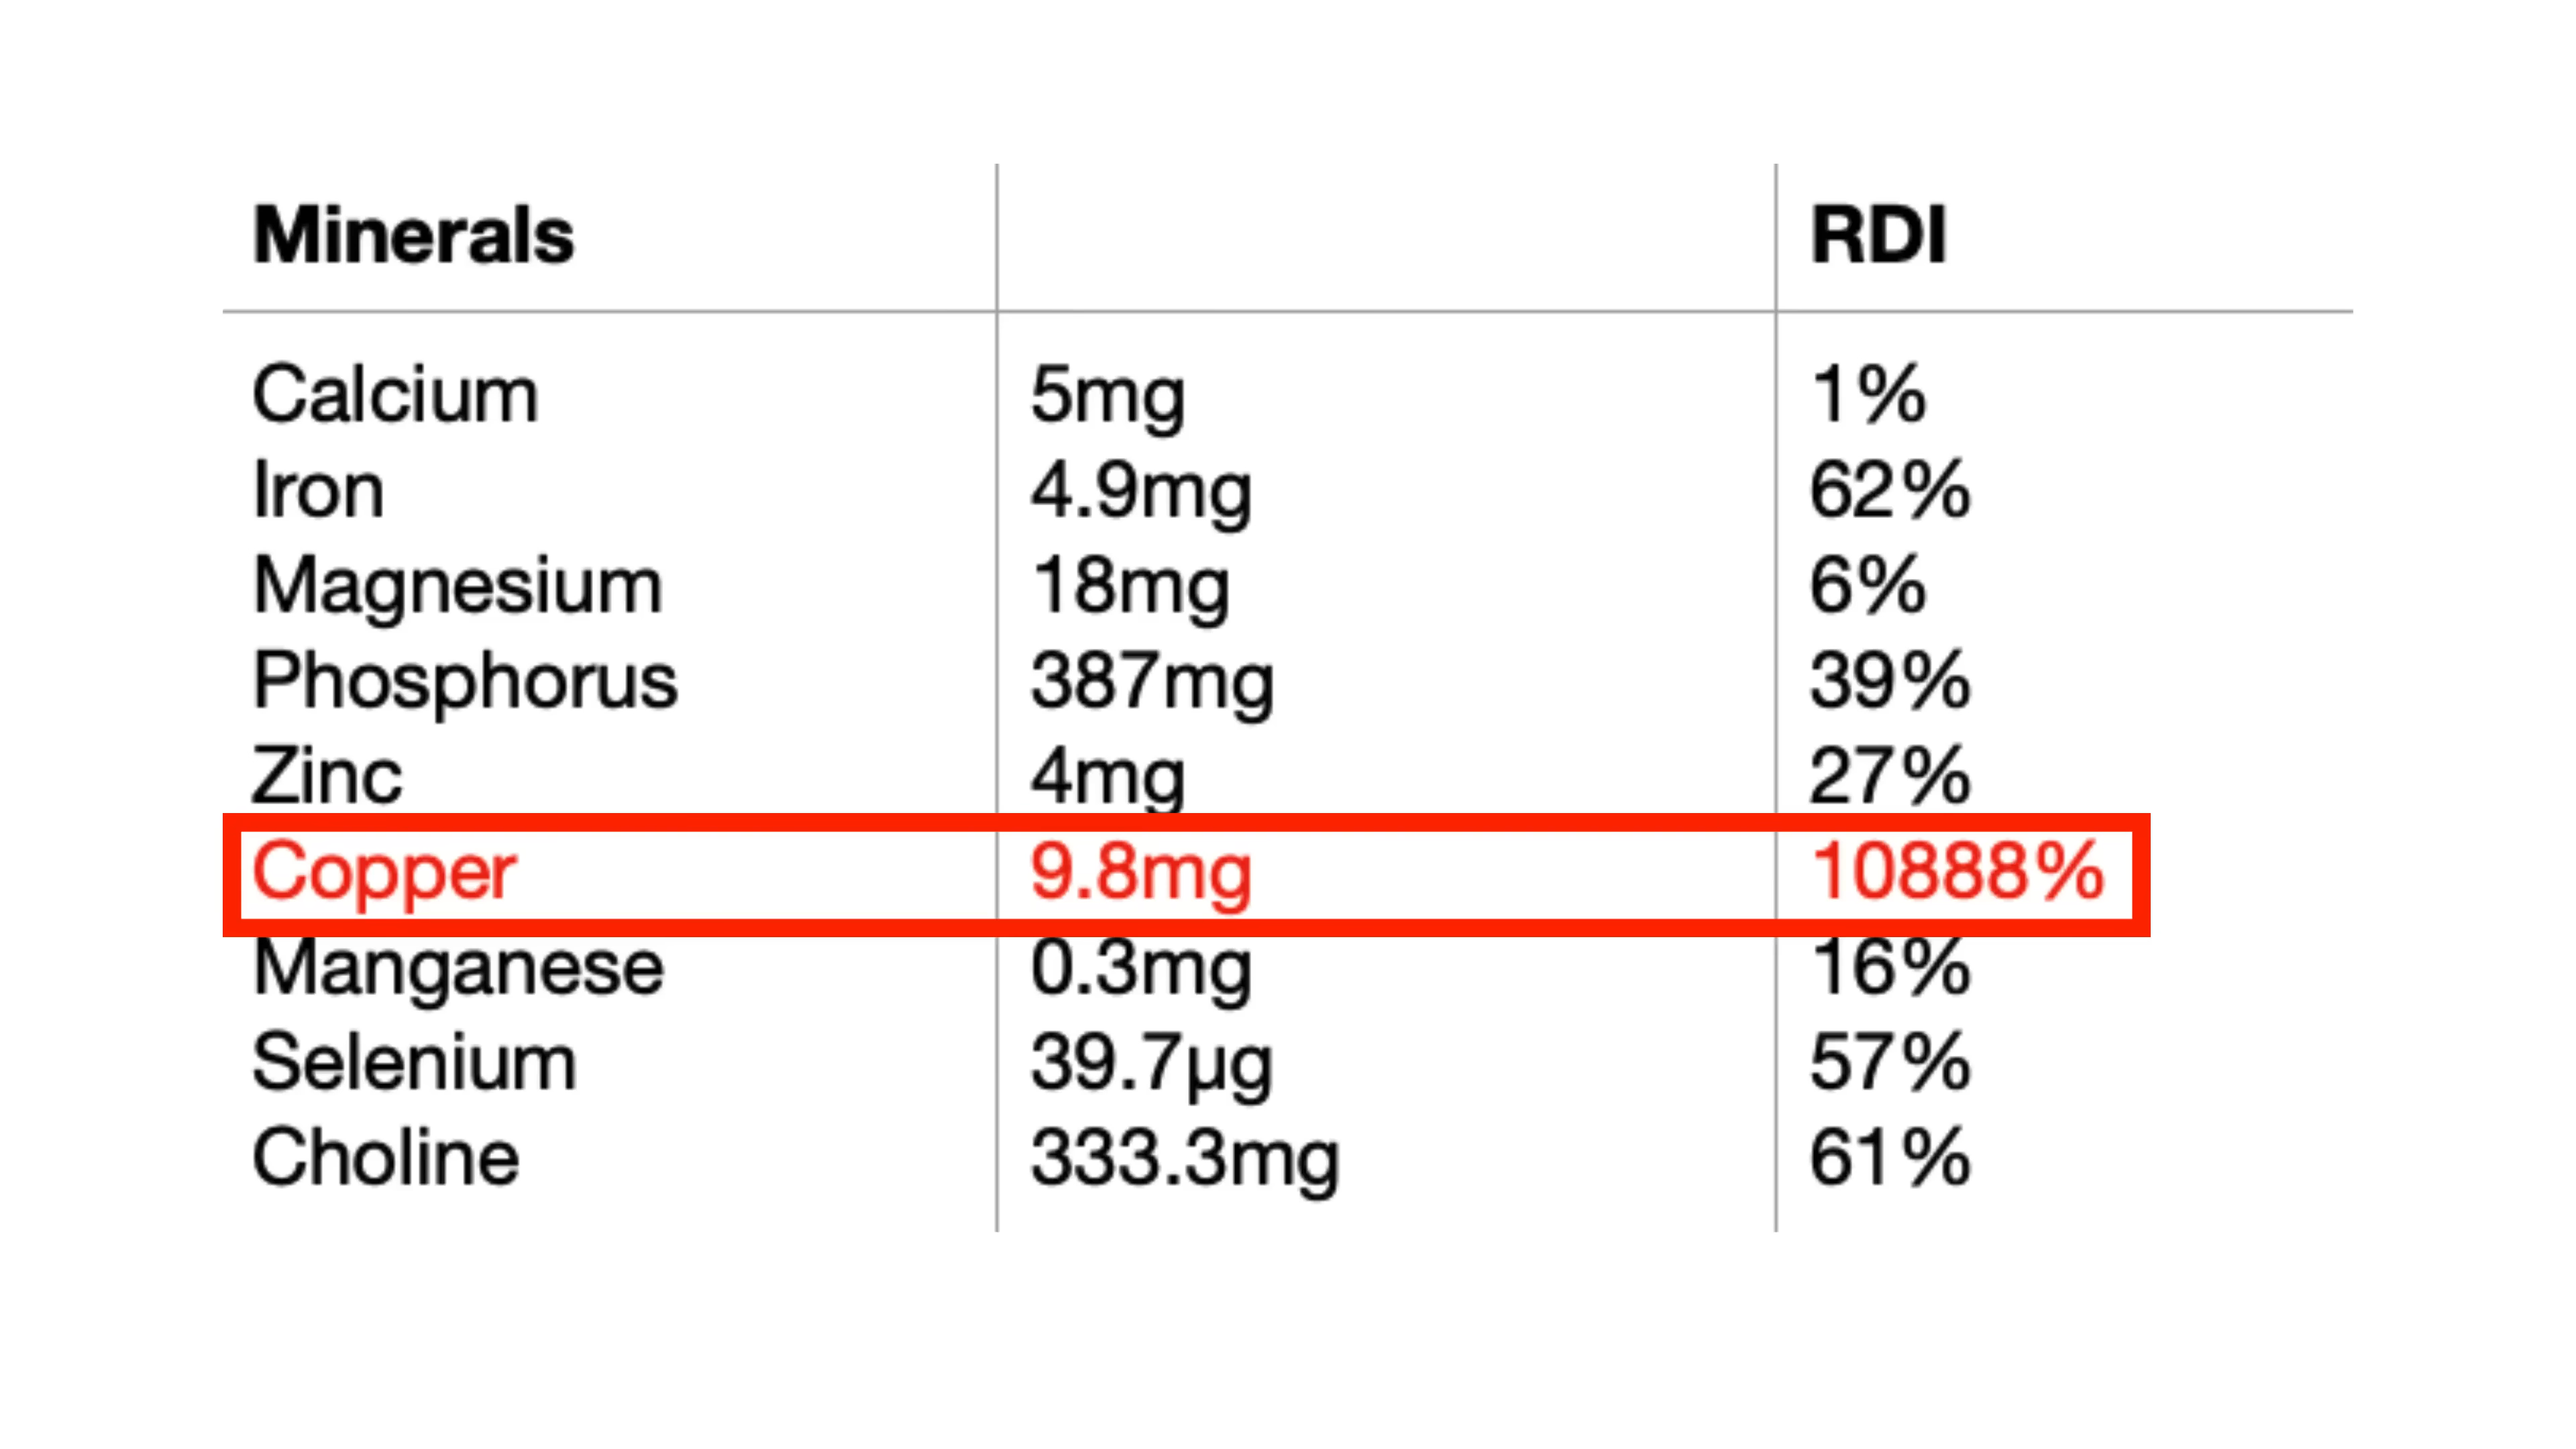 Minerals RDI
Calcium 5mg 1%
Iron 4.9mg 62%
Magnesium 18mg 6%
Phosphorus 387mg 39%
Zinc 4mg 27%
Copper 9.8mg 10888%
Manganese 0.3mg 16%
Selenium 39.7µg 57%
Choline 333.3mg 61%